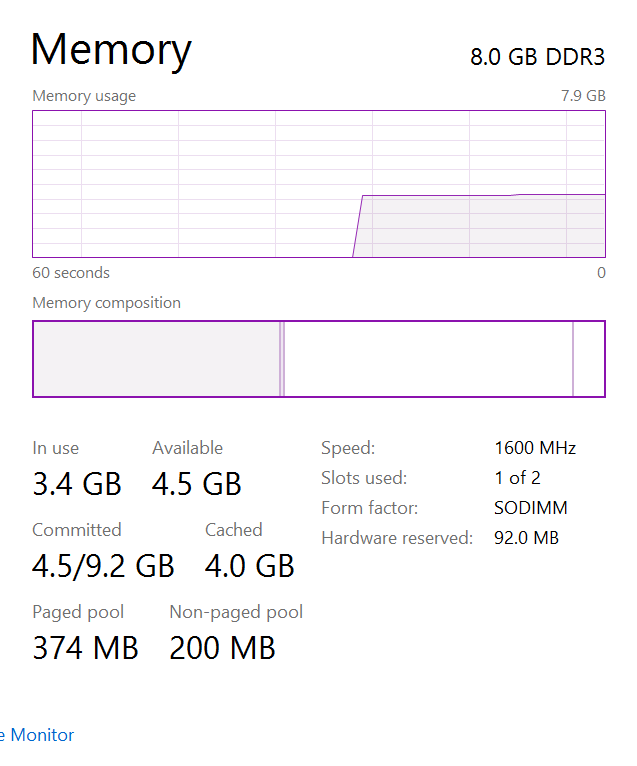 Memory 8.0 GB DDR3
Memory usage 7.9 GB
60 seconds 0
Memory composition
In use Available
3.4 GB 4.5 GB
Committed Cached
4.5/9.2 GB 4.0 GB
Paged pool Non-paged pool
374 MB 200 MB
Speed: 1600 MHz
Slots used: 1 of 2
Form factor: SODIMM
Hardware reserved: 92.0 MB
e Monitor